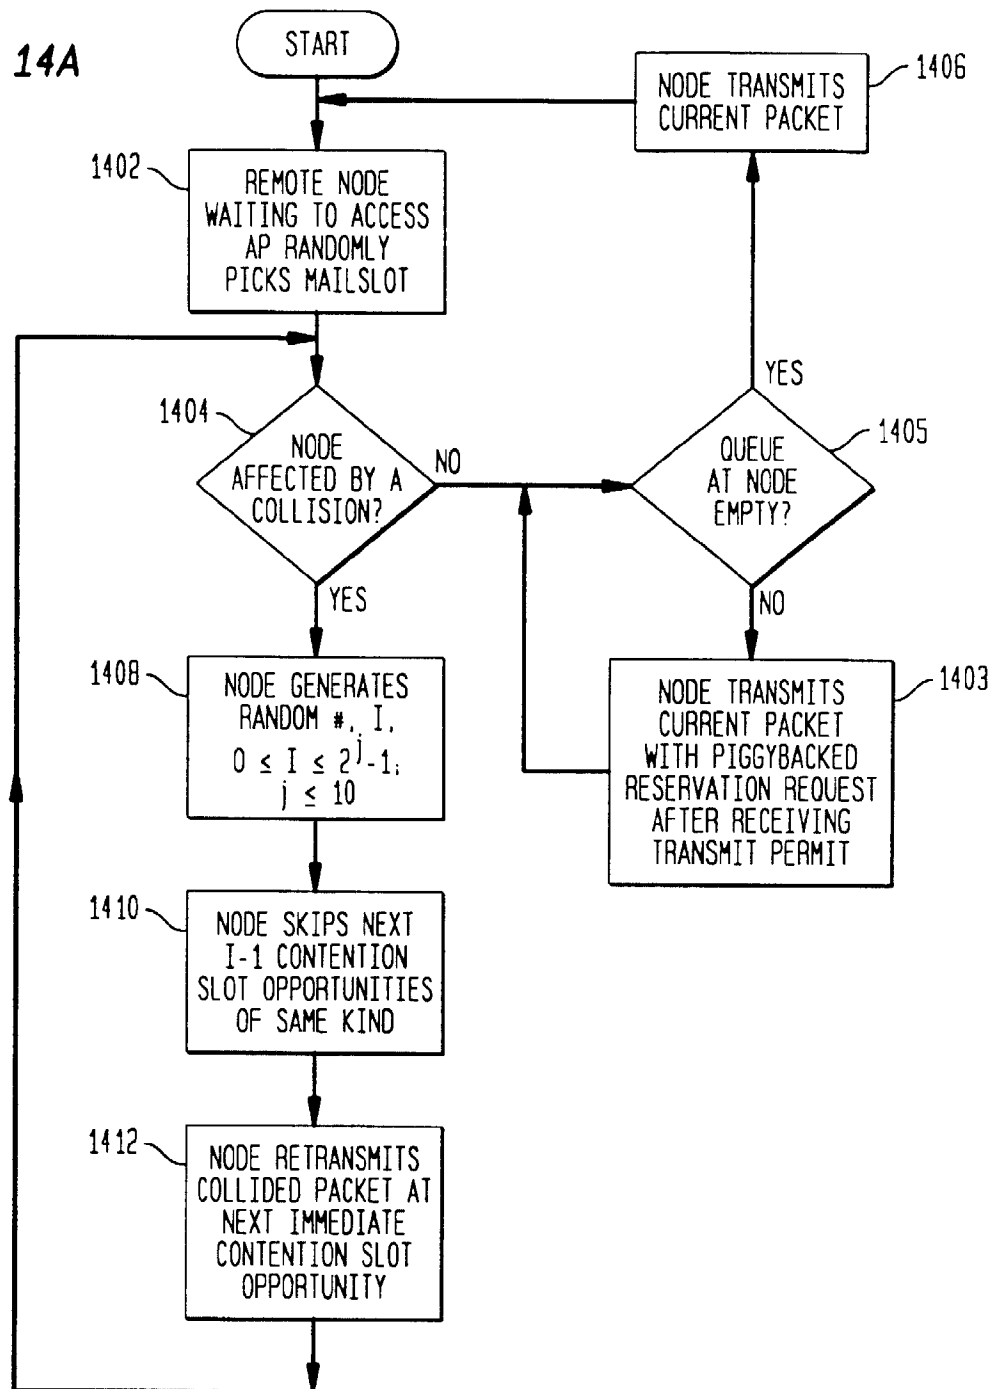 14A
START
1406
NODE TRANSMITS
CURRENT PACKET
1402
REMOTE NODE
WAITING TO ACCESS
AP RANDOMLY
PICKS MAILSLOT
YES
1404
NODE
AFFECTED BY A
COLLISION?
NO
1405
QUEUE
AT NODE
EMPTY?
YES
NO
1408
NODE GENERATES
RANDOM #, I,
0 ≤ I ≤ 2^j-1;
j ≤ 10
1403
NODE TRANSMITS
CURRENT PACKET
WITH PIGGYBACKED
RESERVATION REQUEST
AFTER RECEIVING
TRANSMIT PERMIT
1410
NODE SKIPS NEXT
I-1 CONTENTION
SLOT OPPORTUNITIES
OF SAME KIND
1412
NODE RETRANSMITS
COLLIDED PACKET AT
NEXT IMMEDIATE
CONTENTION SLOT
OPPORTUNITY